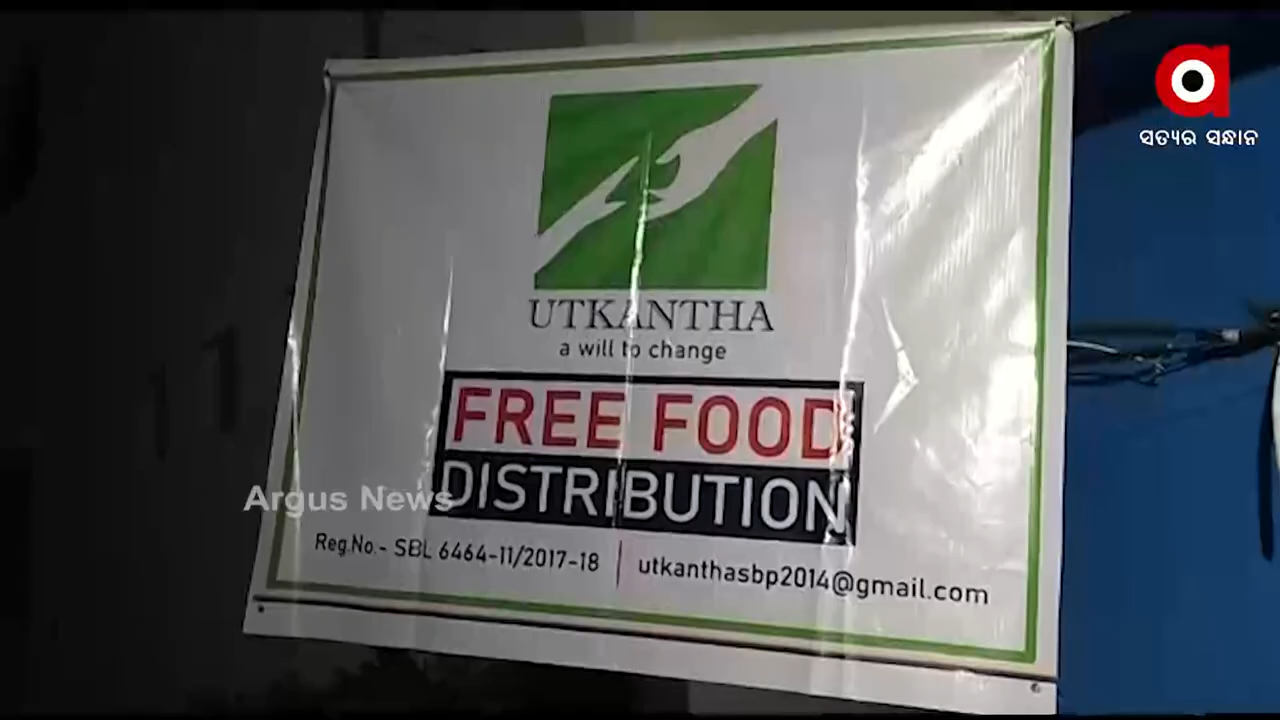 ସତ୍ୟର ସନ୍ଧାନ
UTKANTHA
a will to change
FREE FOOD
DISTRIBUTION
Argus News
Reg.No.- SBL 6464-11/2017-18 | utkanthasbp2014@gmail.com